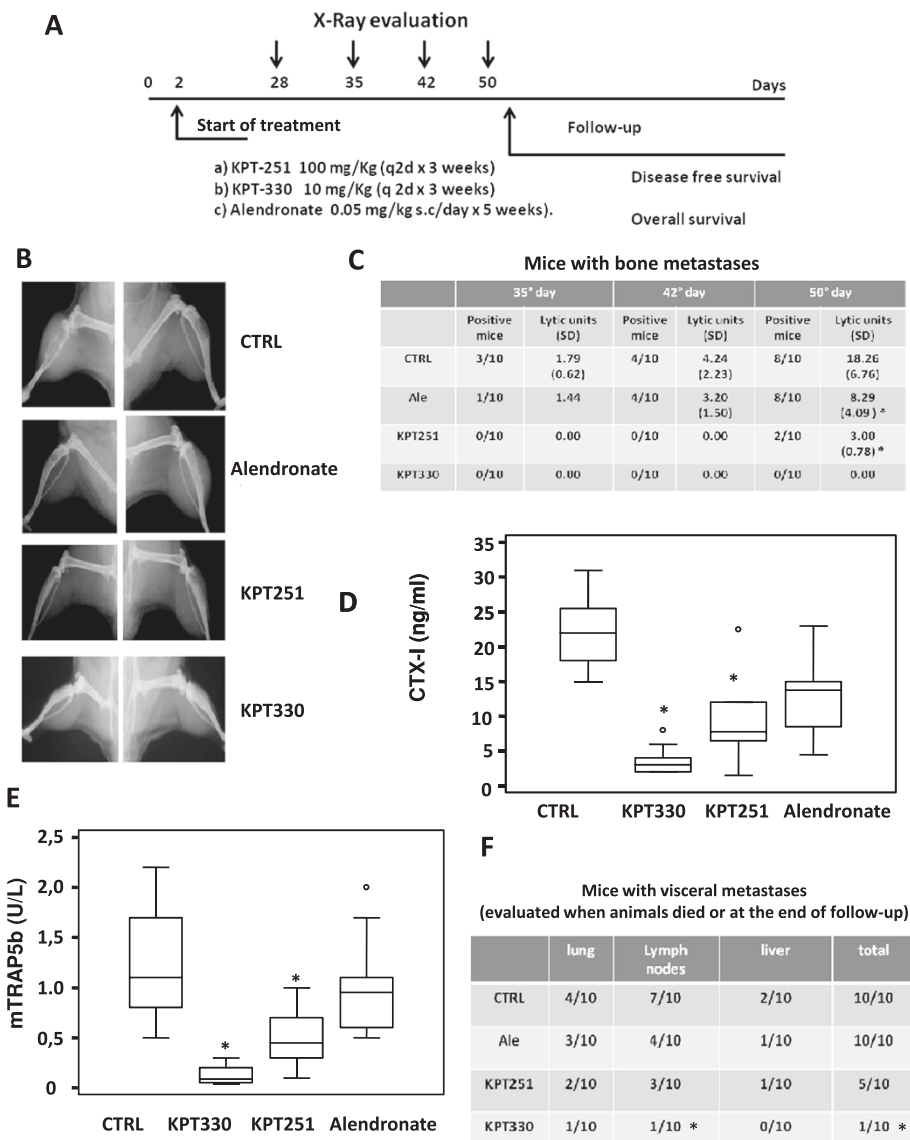 A
X-Ray evaluation
0 2 28 35 42 50 Days
Start of treatment
Follow-up
a) KPT-251 100 mg/Kg (q2d x 3 weeks)
b) KPT-330 10 mg/Kg (q 2d x 3 weeks)
c) Alendronate 0.05 mg/kg s.c/day x 5 weeks).
Disease free survival
Overall survival
B
CTRL
Alendronate
KPT251
KPT330
C
Mice with bone metastases
35° day 42° day 50° day
Positive mice Lytic units (SD) Positive mice Lytic units (SD) Positive mice Lytic units (SD)
CTRL 3/10 1.79 (0.62) 4/10 4.24 (2.23) 8/10 18.26 (6.76)
Ale 1/10 1.44 4/10 3.20 (1.50) 8/10 8.29 (4.09) *
KPT251 0/10 0.00 0/10 0.00 2/10 3.00 (0.78) *
KPT330 0/10 0.00 0/10 0.00 0/10 0.00
D
CTX-I (ng/ml)
35
30
25
20
15
10
5
0
*
*
CTRL KPT330 KPT251 Alendronate
E
mTRAP5b (U/L)
2,5
2,0
1,5
1.0
0,5
0
*
*
CTRL KPT330 KPT251 Alendronate
F
Mice with visceral metastases
(evaluated when animals died or at the end of follow-up)
lung Lymph nodes liver total
CTRL 4/10 7/10 2/10 10/10
Ale 3/10 4/10 1/10 10/10
KPT251 2/10 3/10 1/10 5/10
KPT330 1/10 1/10 * 0/10 1/10 *